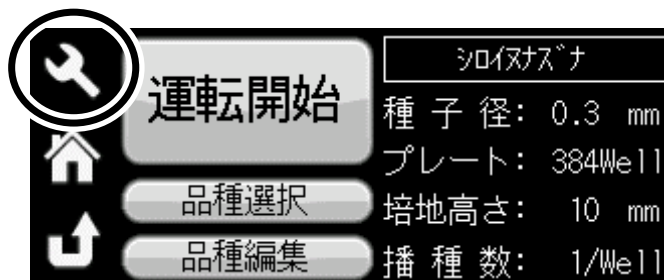 運転開始
品種選択
品種編集
シロイヌナズナ
種子径: 0.3 mm
プレート: 384Well
培地高さ: 10 mm
播種数: 1/Well